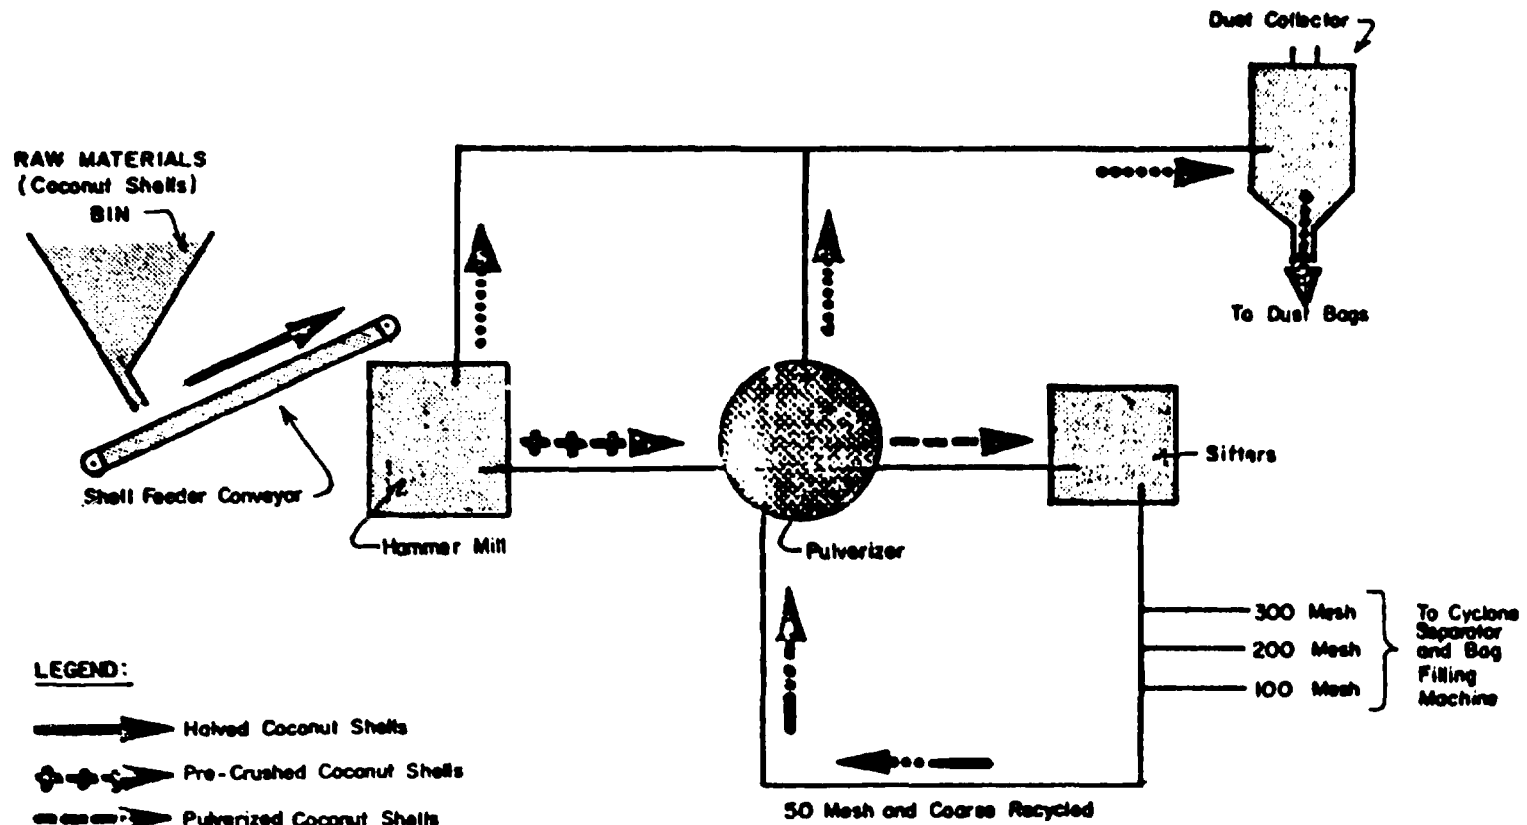 Dust Collector
RAW MATERIALS
(Coconut Shells)
BIN
To Dust Bags
Shell Feeder Conveyor
Hammer Mill
Pulverizer
Sifters
300 Mesh
200 Mesh
100 Mesh
To Cyclone
Separator
and Bag
Filling
Machine
50 Mesh and Coarse Recycled
LEGEND:
Halved Coconut Shells
Pre-Crushed Coconut Shells
Pulverized Coconut Shells